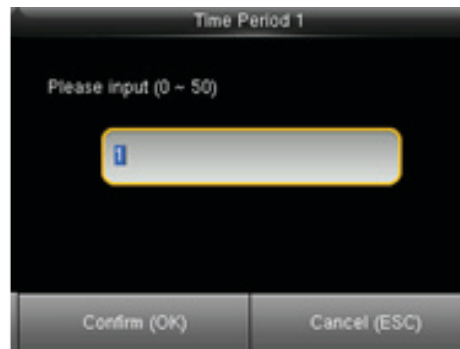 Time Period 1
Please input (0 ~ 50)
1
Confirm (OK)
Cancel (ESC)